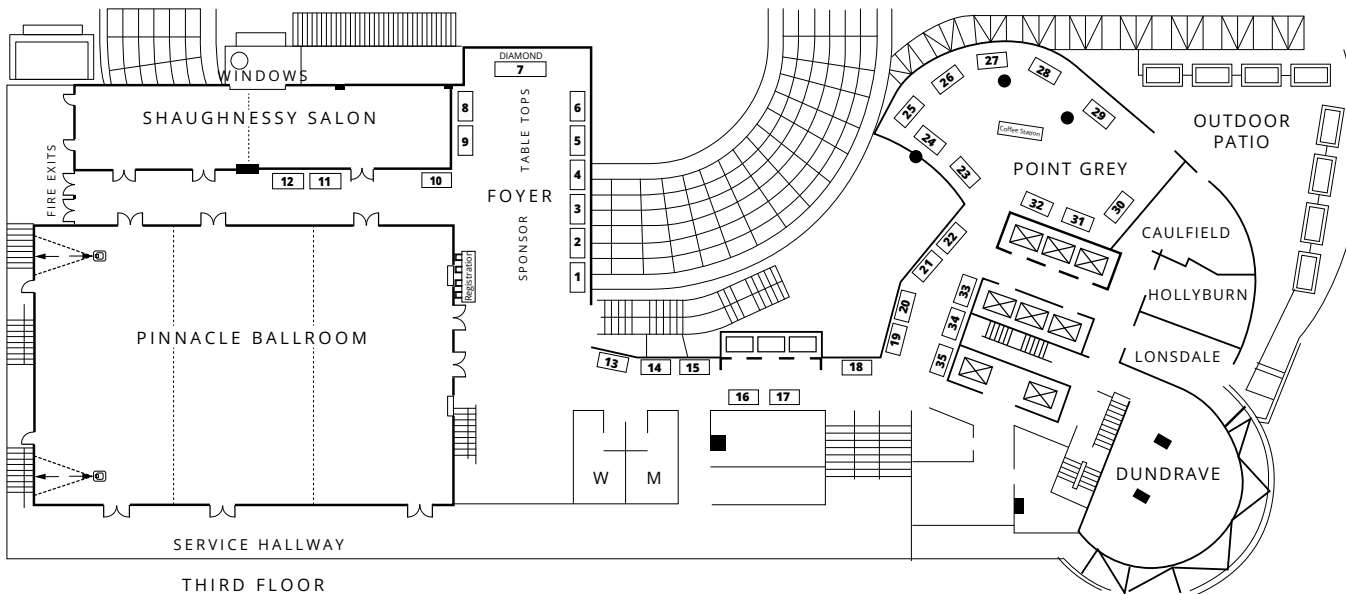 DIAMOND
7
WINDOWS
SHAUGHNESSY SALON
8
9
TABLE TOPS
SPONSOR
FOYER
6
5
4
3
2
1
12
11
10
FIRE EXITS
Registration
PINNACLE BALLROOM
13
14
15
16
17
18
19
20
21
22
23
24
25
26
27
28
29
Coffee Station
POINT GREY
30
31
32
33
34
35
OUTDOOR
PATIO
CAULFIELD
HOLLYBURN
LONSDALE
DUNDRAVE
W
M
SERVICE HALLWAY
THIRD FLOOR